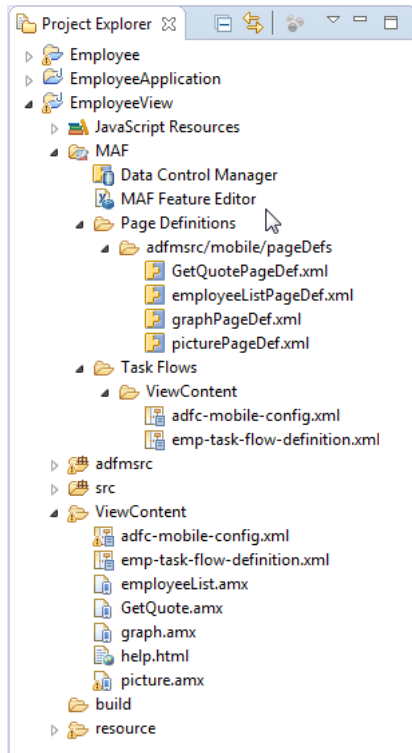 Project Explorer
Employee
EmployeeApplication
EmployeeView
JavaScript Resources
MAF
Data Control Manager
MAF Feature Editor
Page Definitions
adfmsrc/mobile/pageDefs
GetQuotePageDef.xml
employeeListPageDef.xml
graphPageDef.xml
picturePageDef.xml
Task Flows
ViewContent
adfc-mobile-config.xml
emp-task-flow-definition.xml
adfmsrc
src
ViewContent
adfc-mobile-config.xml
emp-task-flow-definition.xml
employeeList.amx
GetQuote.amx
graph.amx
help.html
picture.amx
build
resource